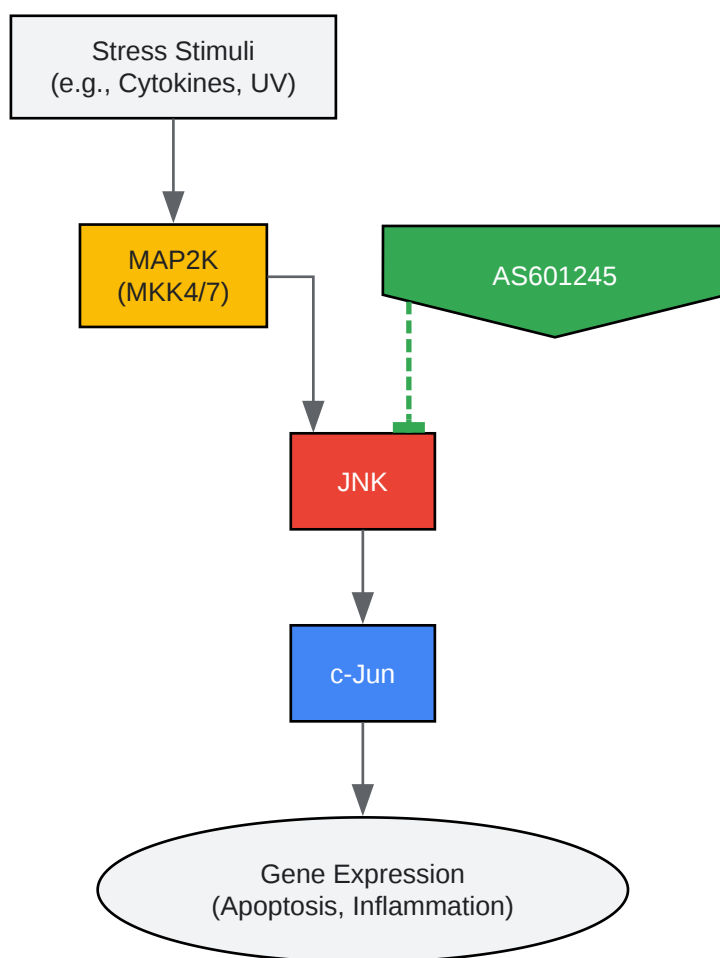 Stress Stimuli
(e.g., Cytokines, UV)
MAP2K
(MKK4/7)
AS601245
JNK
c-Jun
Gene Expression
(Apoptosis, Inflammation)